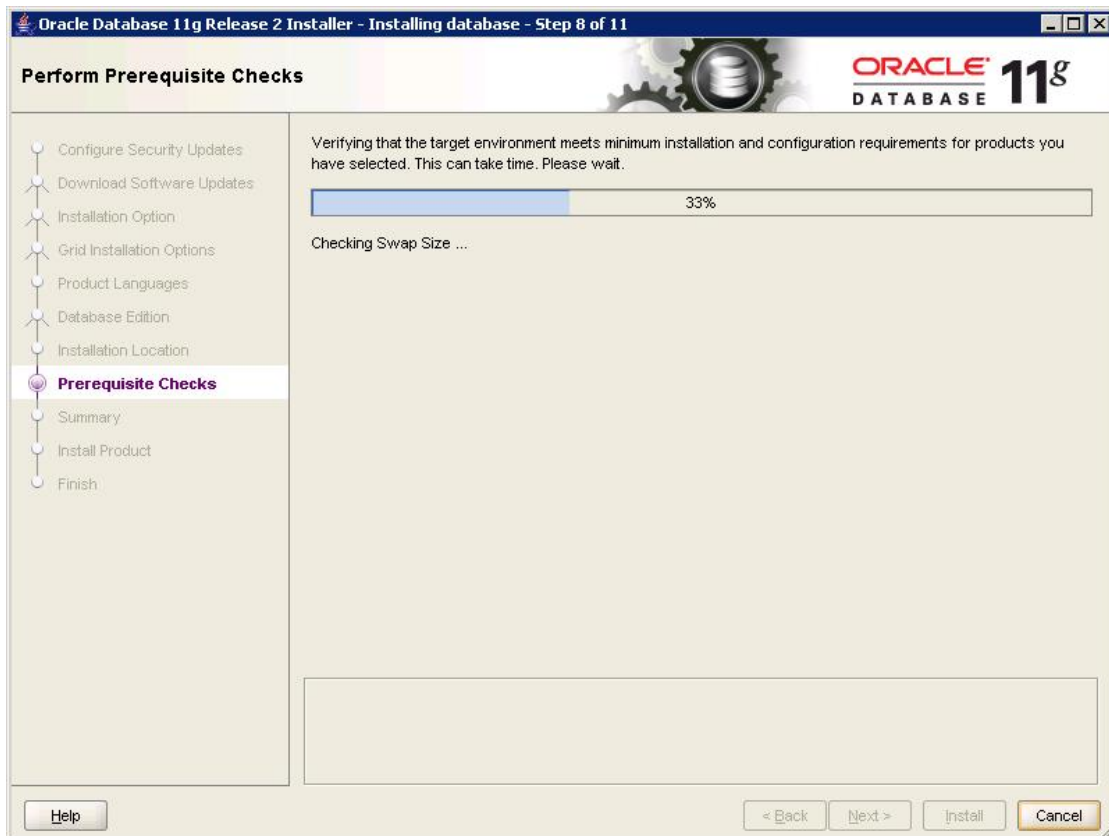 Oracle Database 11g Release 2 Installer - Installing database - Step 8 of 11
Perform Prerequisite Checks
ORACLE
DATABASE
11g
Configure Security Updates
Download Software Updates
Installation Option
Grid Installation Options
Product Languages
Database Edition
Installation Location
Prerequisite Checks
Summary
Install Product
Finish
Verifying that the target environment meets minimum installation and configuration requirements for products you
have selected. This can take time. Please wait.
33%
Checking Swap Size ...
Help
< Back
Next >
Install
Cancel